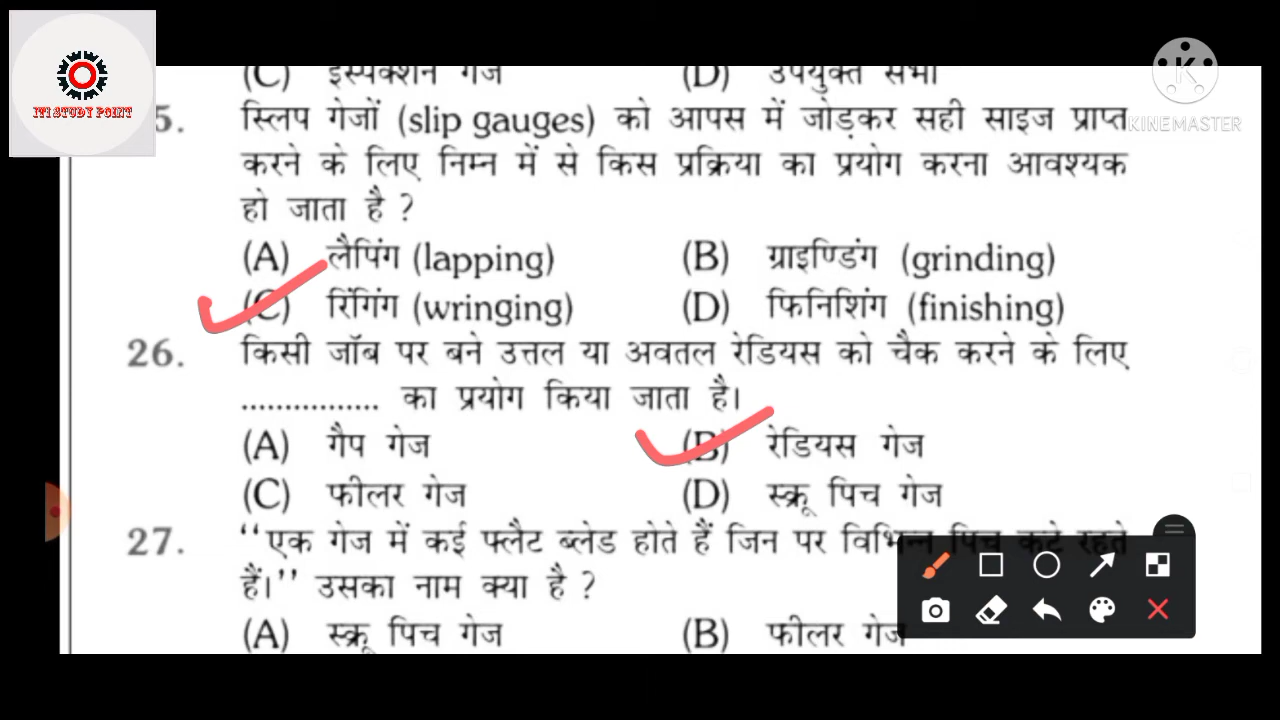 ITI STUDY POINT
KINEMASTER
(C) इंस्पेक्शन गेज (D) उपर्युक्त सभी
5. स्लिप गेजों (slip gauges) को आपस में जोड़कर सही साइज प्राप्त
करने के लिए निम्न में से किस प्रक्रिया का प्रयोग करना आवश्यक
हो जाता है ?
(A) लैपिंग (lapping) (B) ग्राइण्डिंग (grinding)
(C) रिंगिंग (wringing) (D) फिनिशिंग (finishing)
26. किसी जॉब पर बने उत्तल या अवतल रेडियस को चैक करने के लिए
................ का प्रयोग किया जाता है।
(A) गैप गेज (B) रेडियस गेज
(C) फीलर गेज (D) स्क्रू पिच गेज
27. ‘‘एक गेज में कई फ्लैट ब्लेड होते हैं जिन पर विभिन्न पिच कटे रहते
हैं।’’ उसका नाम क्या है ?
(A) स्क्रू पिच गेज (B) फीलर गेज